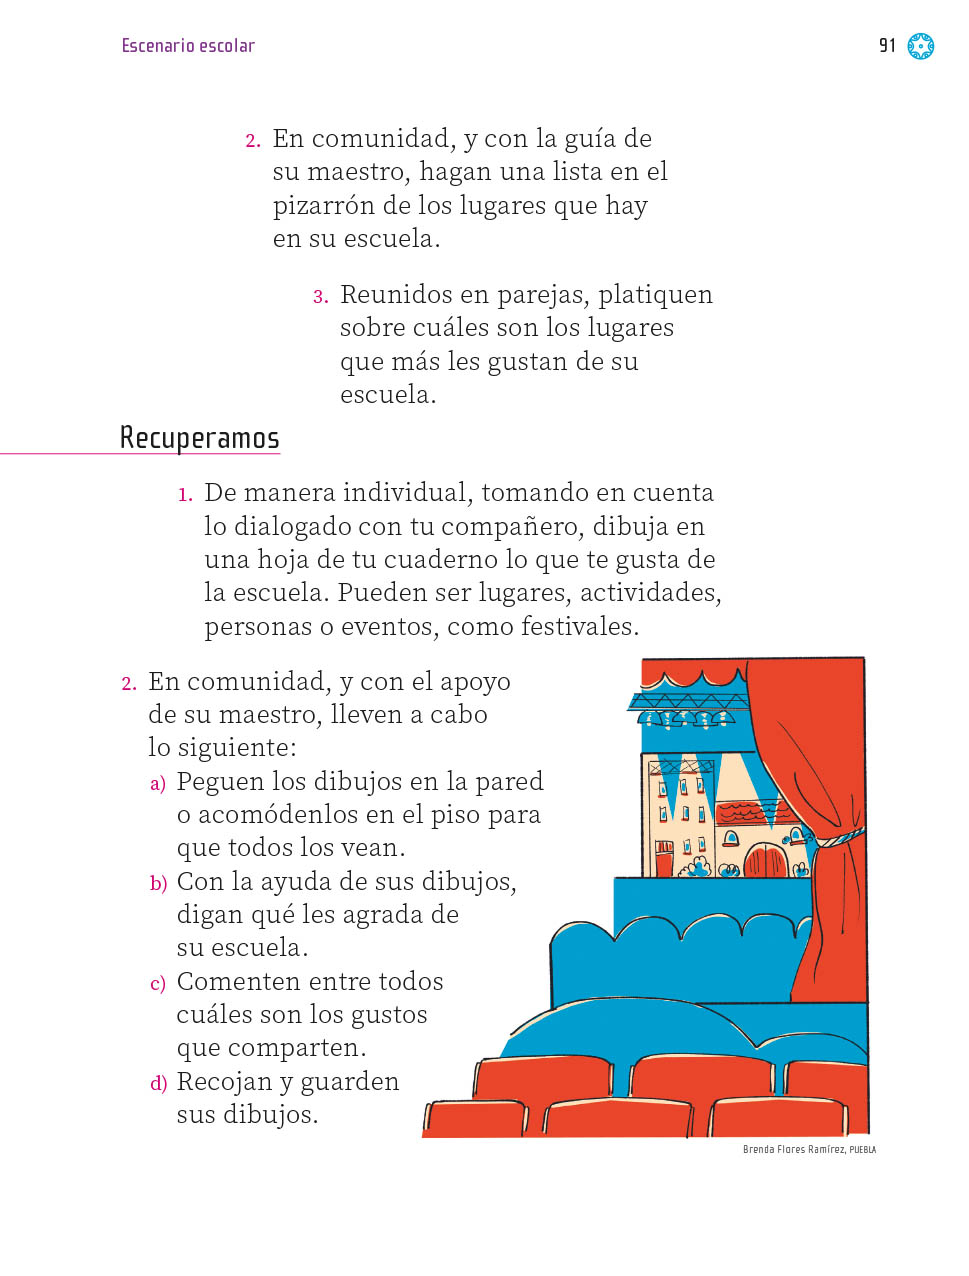 Escenario escolar
91
2. En comunidad, y con la guía de
su maestro, hagan una lista en el
pizarrón de los lugares que hay
en su escuela.
3. Reunidos en parejas, platiquen
sobre cuáles son los lugares
que más les gustan de su
escuela.
Recuperamos
1. De manera individual, tomando en cuenta
lo dialogado con tu compañero, dibuja en
una hoja de tu cuaderno lo que te gusta de
la escuela. Pueden ser lugares, actividades,
personas o eventos, como festivales.
2. En comunidad, y con el apoyo
de su maestro, lleven a cabo
lo siguiente:
a) Peguen los dibujos en la pared
o acomódenlos en el piso para
que todos los vean.
b) Con la ayuda de sus dibujos,
digan qué les agrada de
su escuela.
c) Comenten entre todos
cuáles son los gustos
que comparten.
d) Recojan y guarden
sus dibujos.
Brenda Flores Ramírez, PUEBLA